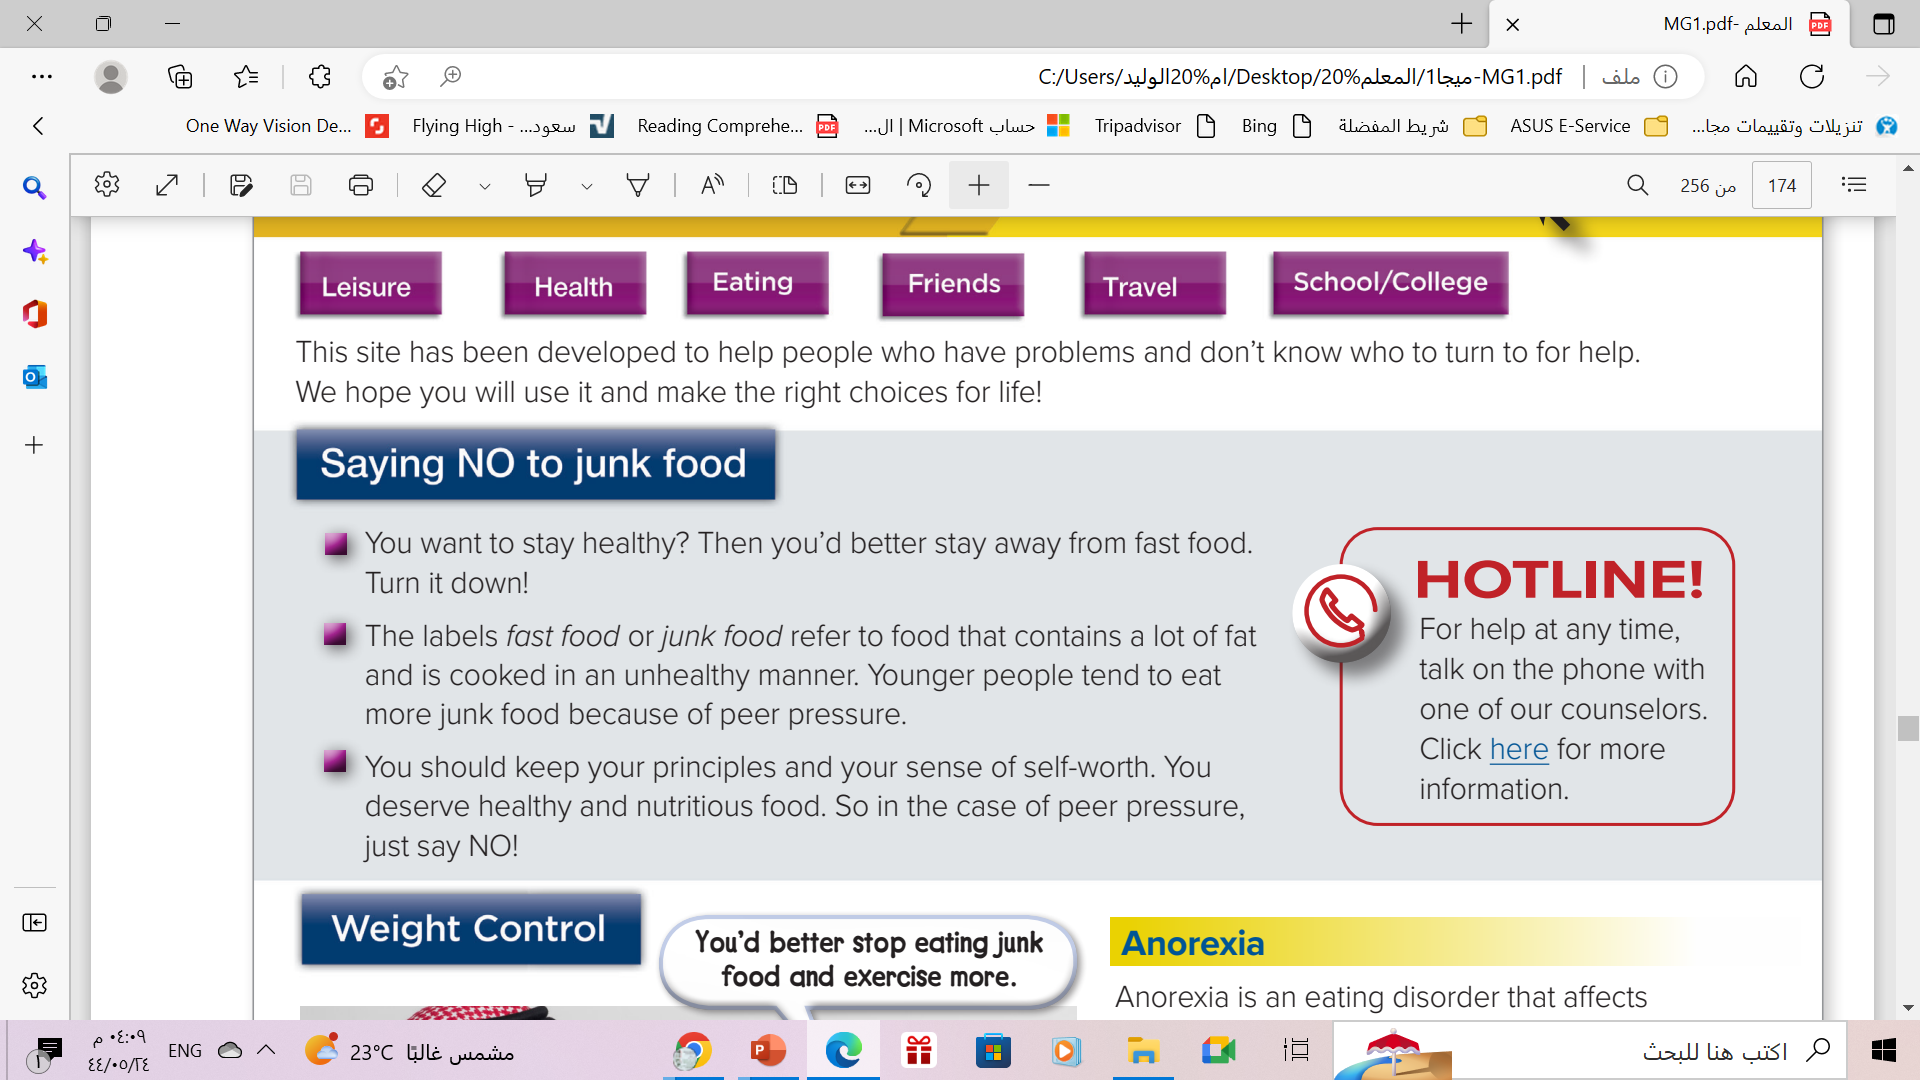 MG1.pdf- المعلم
C:/Users/ام%20الوليد/Desktop/20%ميجا1/المعلم-MG1.pdf
ملف
One Way Vision De...
Flying High - سعود...
Reading Comprehe...
حساب Microsoft | ال...
Tripadvisor
Bing
شريط المفضلة
ASUS E-Service
تنزيلات وتقييمات مجا...
من 256
174
Leisure
Health
Eating
Friends
Travel
School/College
This site has been developed to help people who have problems and don't know who to turn to for help.
We hope you will use it and make the right choices for life!
Saying NO to junk food
You want to stay healthy? Then you'd better stay away from fast food.
Turn it down!
The labels fast food or junk food refer to food that contains a lot of fat
and is cooked in an unhealthy manner. Younger people tend to eat
more junk food because of peer pressure.
You should keep your principles and your sense of self-worth. You
deserve healthy and nutritious food. So in the case of peer pressure,
just say NO!
HOTLINE!
For help at any time,
talk on the phone with
one of our counselors.
Click here for more
information.
Weight Control
You'd better stop eating junk
food and exercise more.
Anorexia
Anorexia is an eating disorder that affects
٠٤:٠٩ م
٤٤/٠٥/٢٤
ENG
23°C مشمس غالبًا
اكتب هنا للبحث